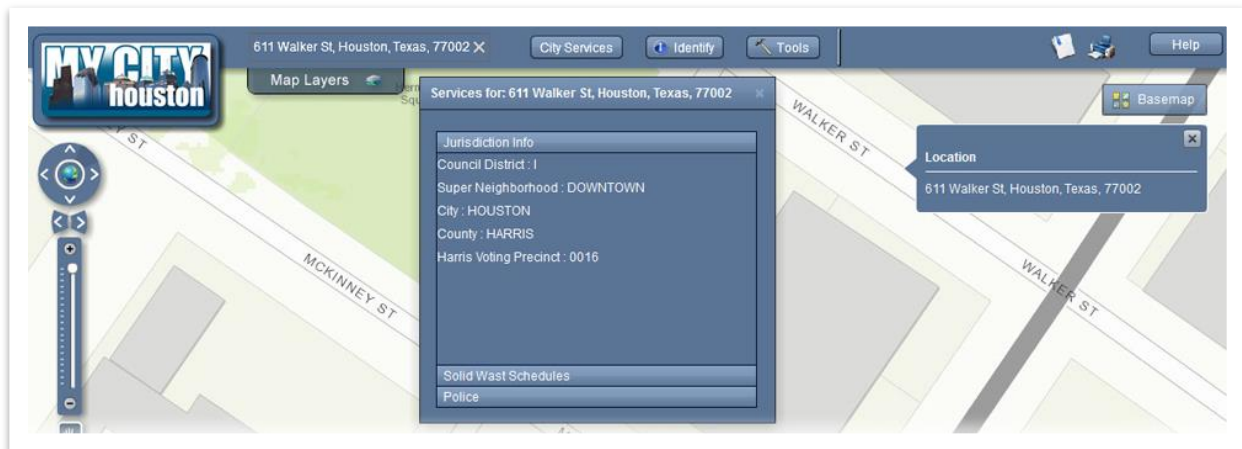 MY CITY
houston
611 Walker St, Houston, Texas, 77002
City Services
Identify
Tools
Help
Map Layers
Basemap
Services for: 611 Walker St, Houston, Texas, 77002
Jurisdiction Info
Council District : I
Super Neighborhood : DOWNTOWN
City : HOUSTON
County : HARRIS
Harris Voting Precinct : 0016
Solid Wast Schedules
Police
Location
611 Walker St, Houston, Texas, 77002
WALKER ST
WALKER ST
MCKINNEY ST
ST